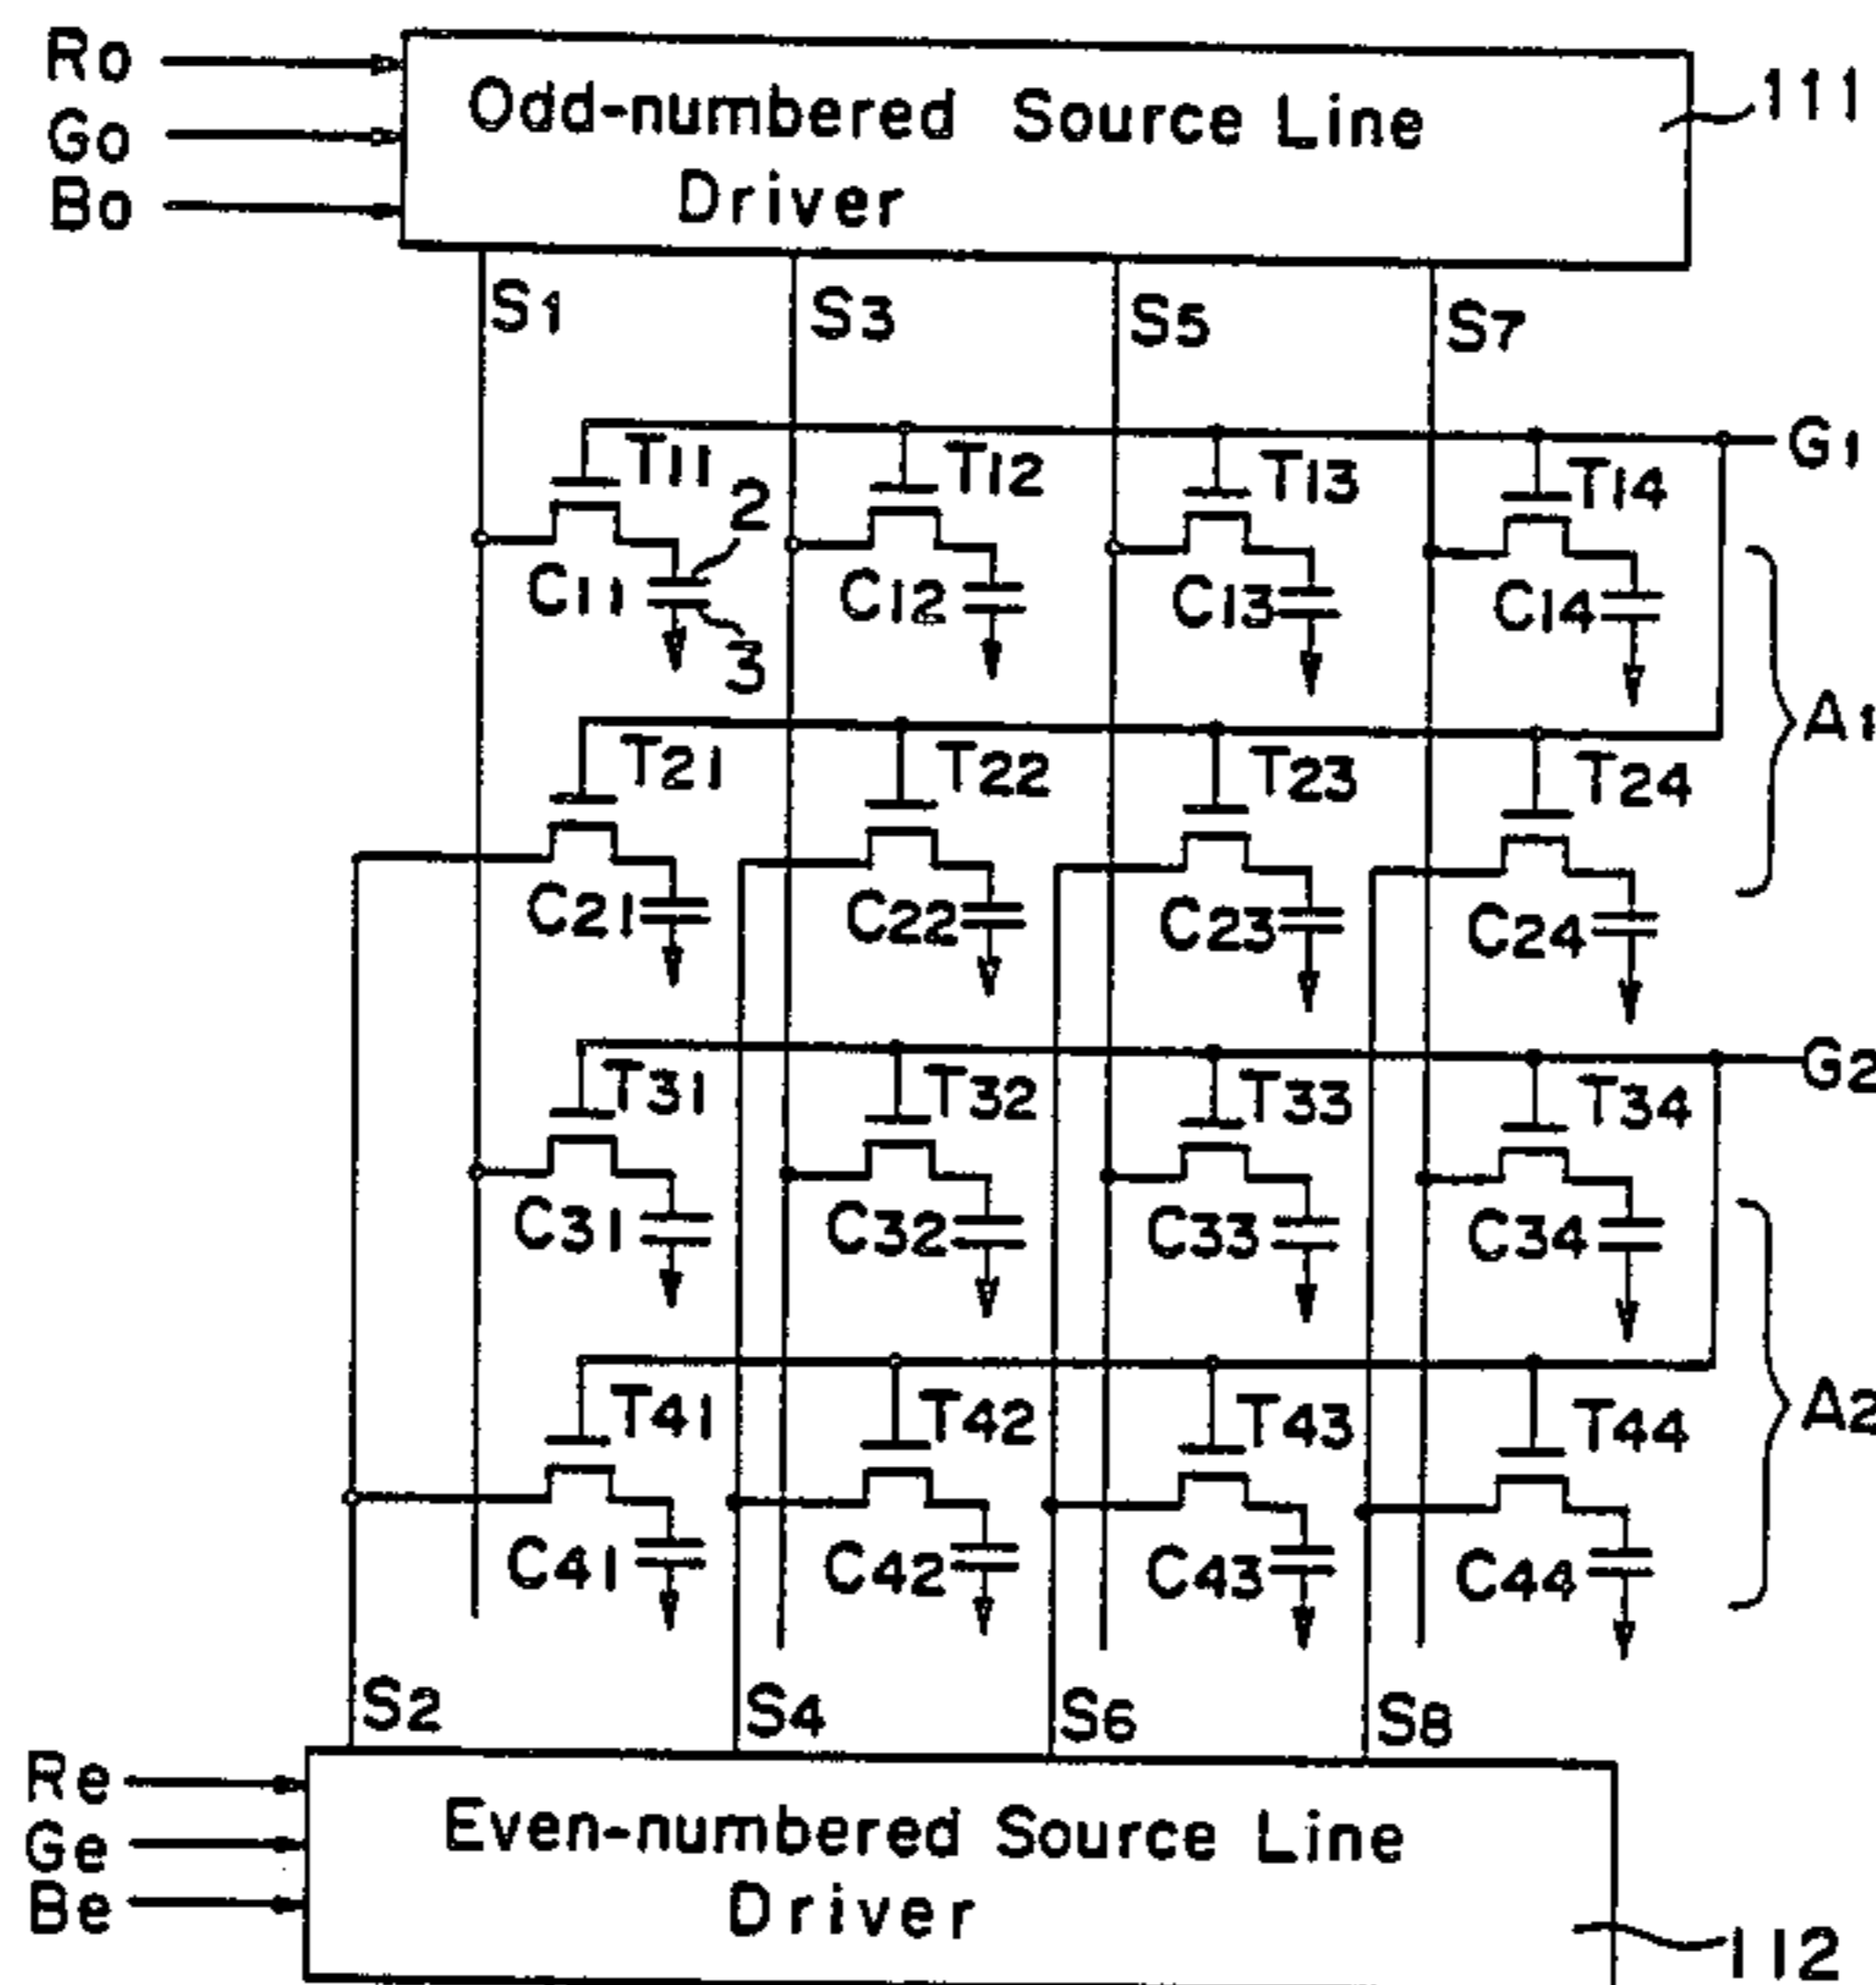 Ro
Go
Bo
Odd-numbered Source Line
Driver
111
S1
S3
S5
S7
G1
T11
T12
T13
T14
2
C11
C12
C13
C14
3
A1
T21
T22
T23
T24
C21
C22
C23
C24
G2
T31
T32
T33
T34
C31
C32
C33
C34
T41
T42
T43
T44
A2
C41
C42
C43
C44
S2
S4
S6
S8
Re
Ge
Be
Even-numbered Source Line
Driver
112